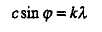 c sin φ = kλ